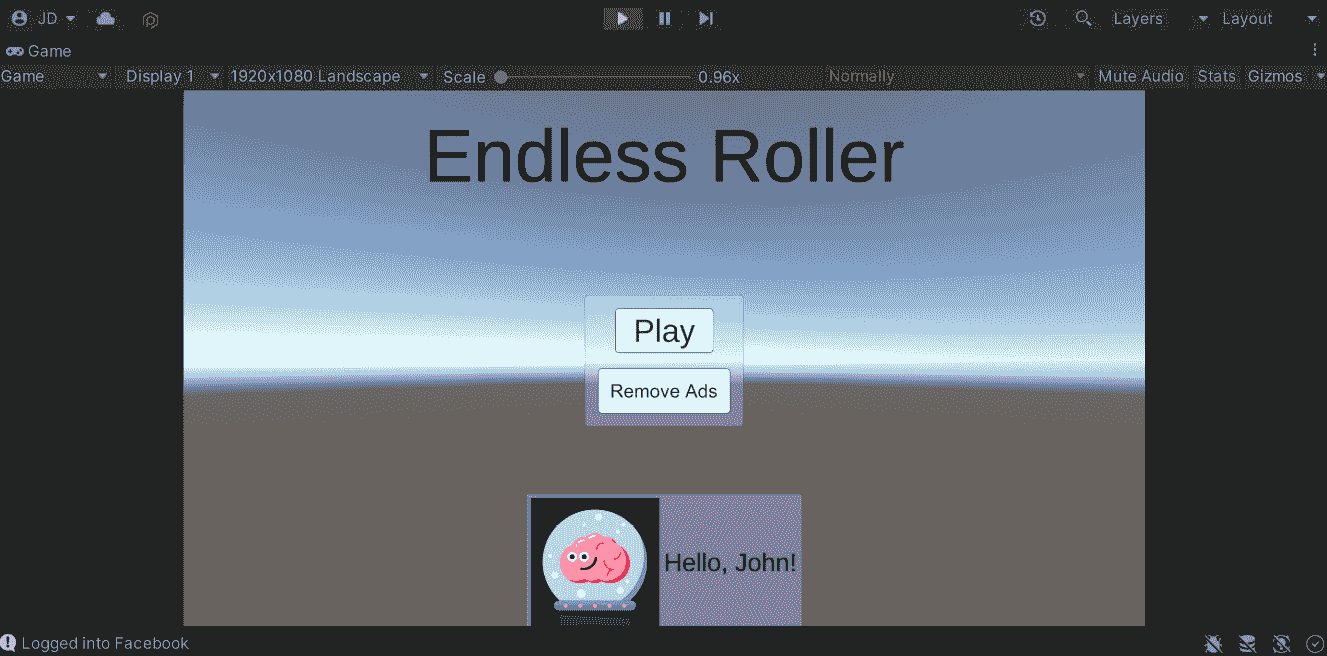 JD Layers Layout
Game
Game Display 1 1920x1080 Landscape Scale 0.96x Normally Mute Audio Stats Gizmos
Endless Roller
Play
Remove Ads
Hello, John!
Logged into Facebook